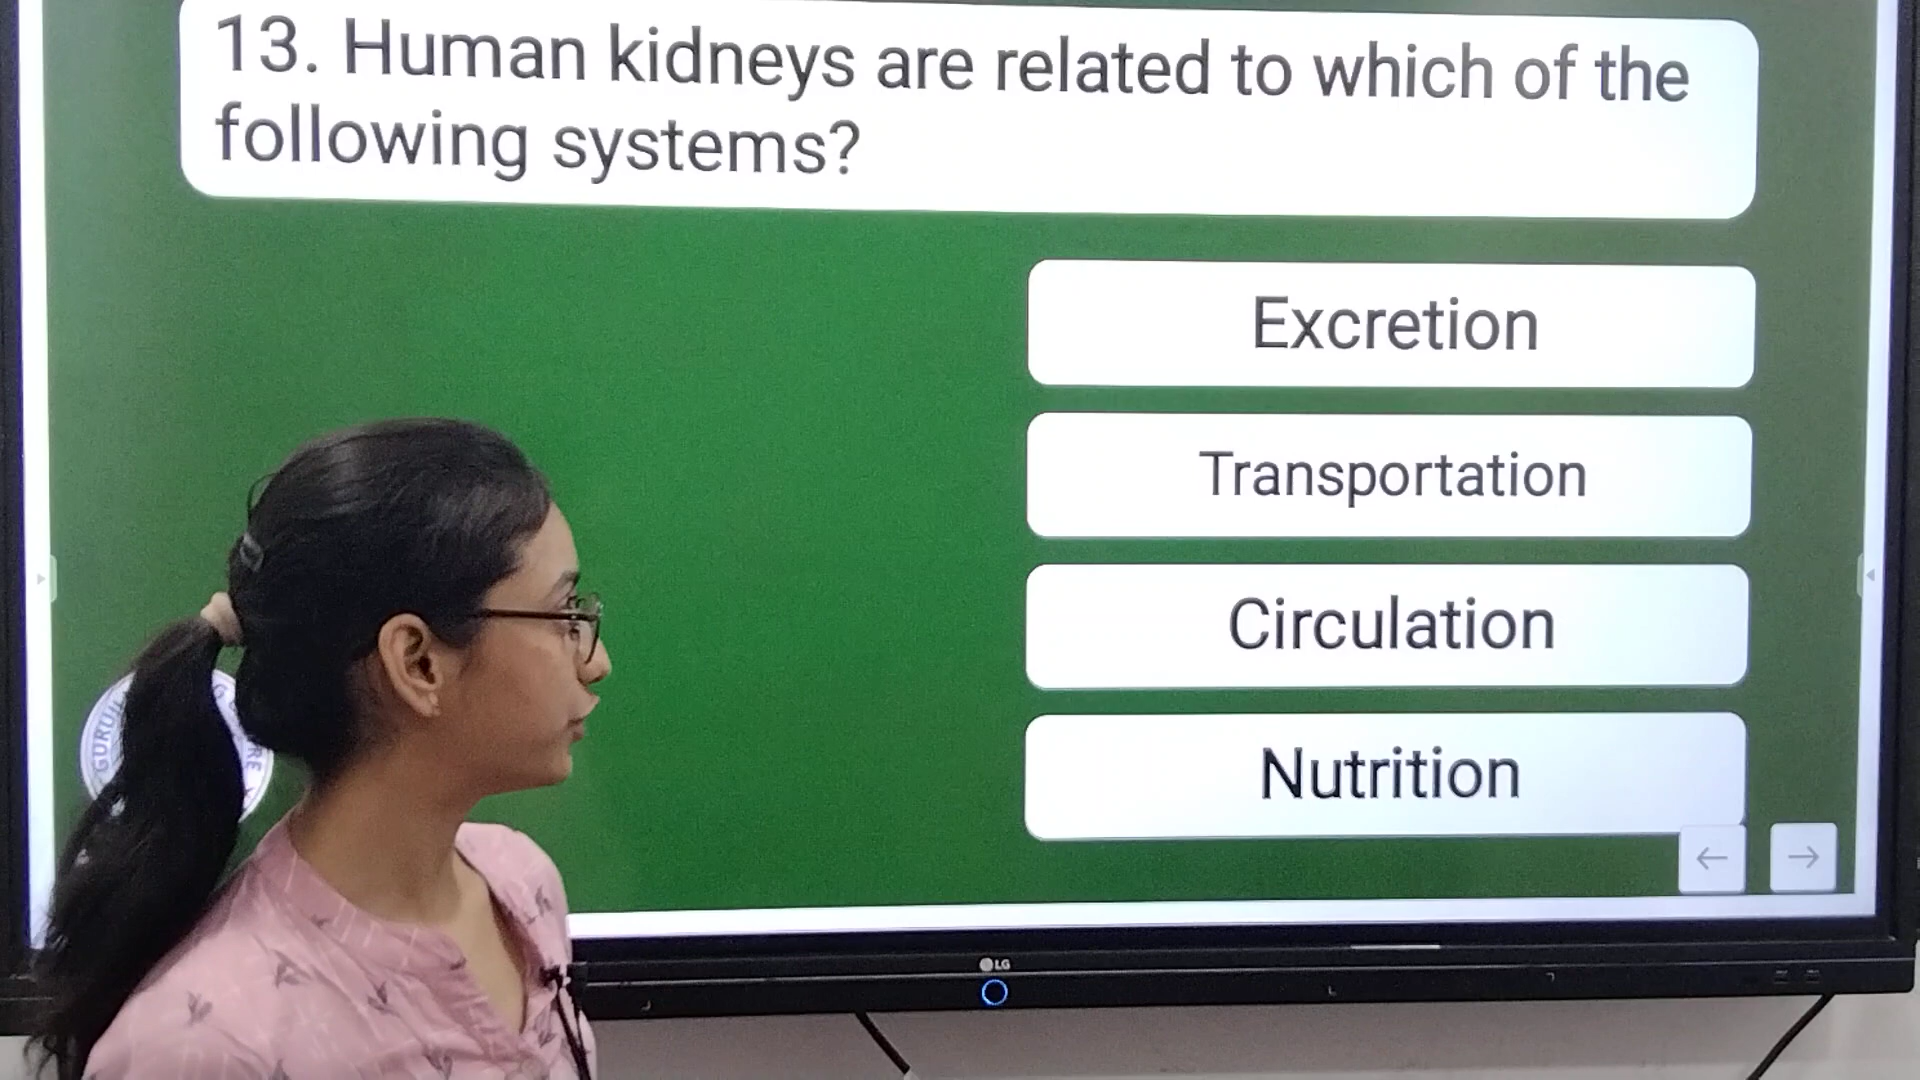 13. Human kidneys are related to which of the
following systems?
Excretion
Transportation
Circulation
Nutrition
LG